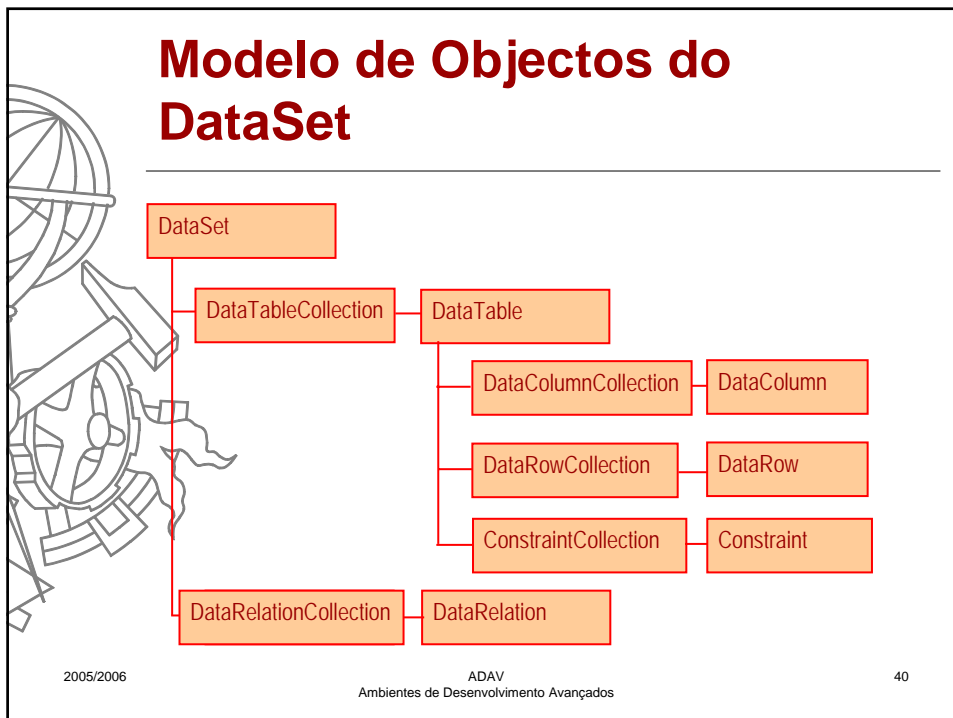 Modelo de Objectos do
DataSet
DataSet
DataTableCollection
DataTable
DataColumnCollection
DataColumn
DataRowCollection
DataRow
ConstraintCollection
Constraint
DataRelationCollection
DataRelation
2005/2006
ADAV
Ambientes de Desenvolvimento Avançados
40